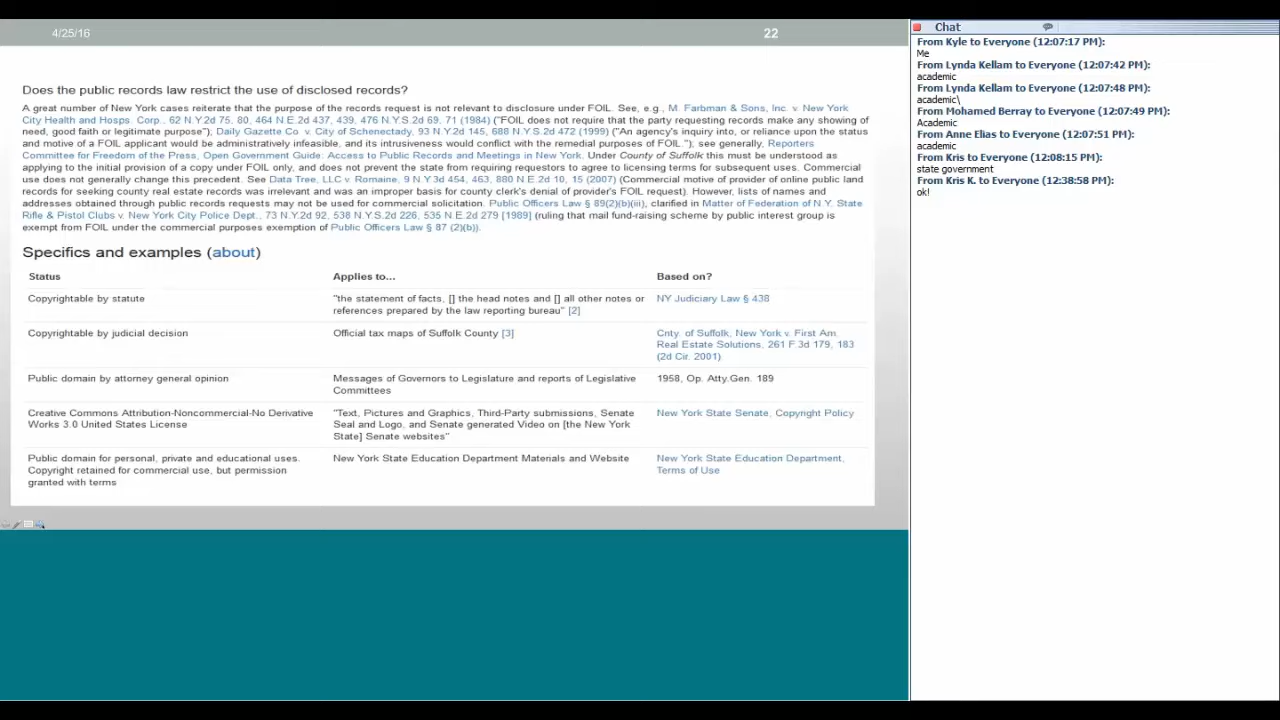 4/25/16
22
Does the public records law restrict the use of disclosed records?
A great number of New York cases reiterate that the purpose of the records request is not relevant to disclosure under FOIL. See, e.g., M. Farbman & Sons, Inc. v. New York
City Health and Hosps. Corp., 62 N.Y.2d 75, 80, 464 N.E.2d 437, 439, 476 N.Y.S.2d 69, 71 (1984) ("FOIL does not require that the party requesting records make any showing of
need, good faith or legitimate purpose"); Daily Gazette Co. v. City of Schenectady, 93 N.Y.2d 145, 688 N.Y.S.2d 472 (1999) ("An agency's inquiry into, or reliance upon the status
and motive of a FOIL applicant would be administratively infeasible, and its intrusiveness would conflict with the remedial purposes of FOIL."); see generally, Reporters
Committee for Freedom of the Press, Open Government Guide: Access to Public Records and Meetings in New York. Under County of Suffolk this must be understood as
applying to the initial provision of a copy under FOIL only, and does not prevent the state from requiring requestors to agree to licensing terms for subsequent uses. Commercial
use does not generally change this precedent. See Data Tree, LLC v. Romaine, 9 N.Y.3d 454, 463, 880 N.E.2d 10, 15 (2007) (Commercial motive of provider of online public land
records for seeking county real estate records was irrelevant and was an improper basis for county clerk's denial of provider's FOIL request). However, lists of names and
addresses obtained through public records requests may not be used for commercial solicitation. Public Officers Law § 89(2)(b)(iii), clarified in Matter of Federation of N.Y. State
Rifle & Pistol Clubs v. New York City Police Dept., 73 N.Y.2d 92, 538 N.Y.S.2d 226, 535 N.E.2d 279 [1989] (ruling that mail fund-raising scheme by public interest group is
exempt from FOIL under the commercial purposes exemption of Public Officers Law § 87 (2)(b)).
Specifics and examples (about)
Status Applies to... Based on?
Copyrightable by statute "the statement of facts, [] the head notes and [] all other notes or NY Judiciary Law § 438
references prepared by the law reporting bureau" [2]
Copyrightable by judicial decision Official tax maps of Suffolk County [3] Cnty. of Suffolk, New York v. First Am.
Real Estate Solutions, 261 F.3d 179, 183
(2d Cir. 2001)
Public domain by attorney general opinion Messages of Governors to Legislature and reports of Legislative 1958, Op. Atty.Gen. 189
Committees
Creative Commons Attribution-Noncommercial-No Derivative "Text, Pictures and Graphics, Third-Party submissions, Senate New York State Senate, Copyright Policy
Works 3.0 United States License Seal and Logo, and Senate generated Video on [the New York
State] Senate websites"
Public domain for personal, private and educational uses. New York State Education Department Materials and Website New York State Education Department,
Copyright retained for commercial use, but permission Terms of Use
granted with terms
Chat
From Kyle to Everyone (12:07:17 PM):
Me
From Lynda Kellam to Everyone (12:07:42 PM):
academic
From Lynda Kellam to Everyone (12:07:48 PM):
academic\
From Mohamed Berray to Everyone (12:07:49 PM):
Academic
From Anne Elias to Everyone (12:07:51 PM):
academic
From Kris to Everyone (12:08:15 PM):
state government
From Kris K. to Everyone (12:38:58 PM):
ok!